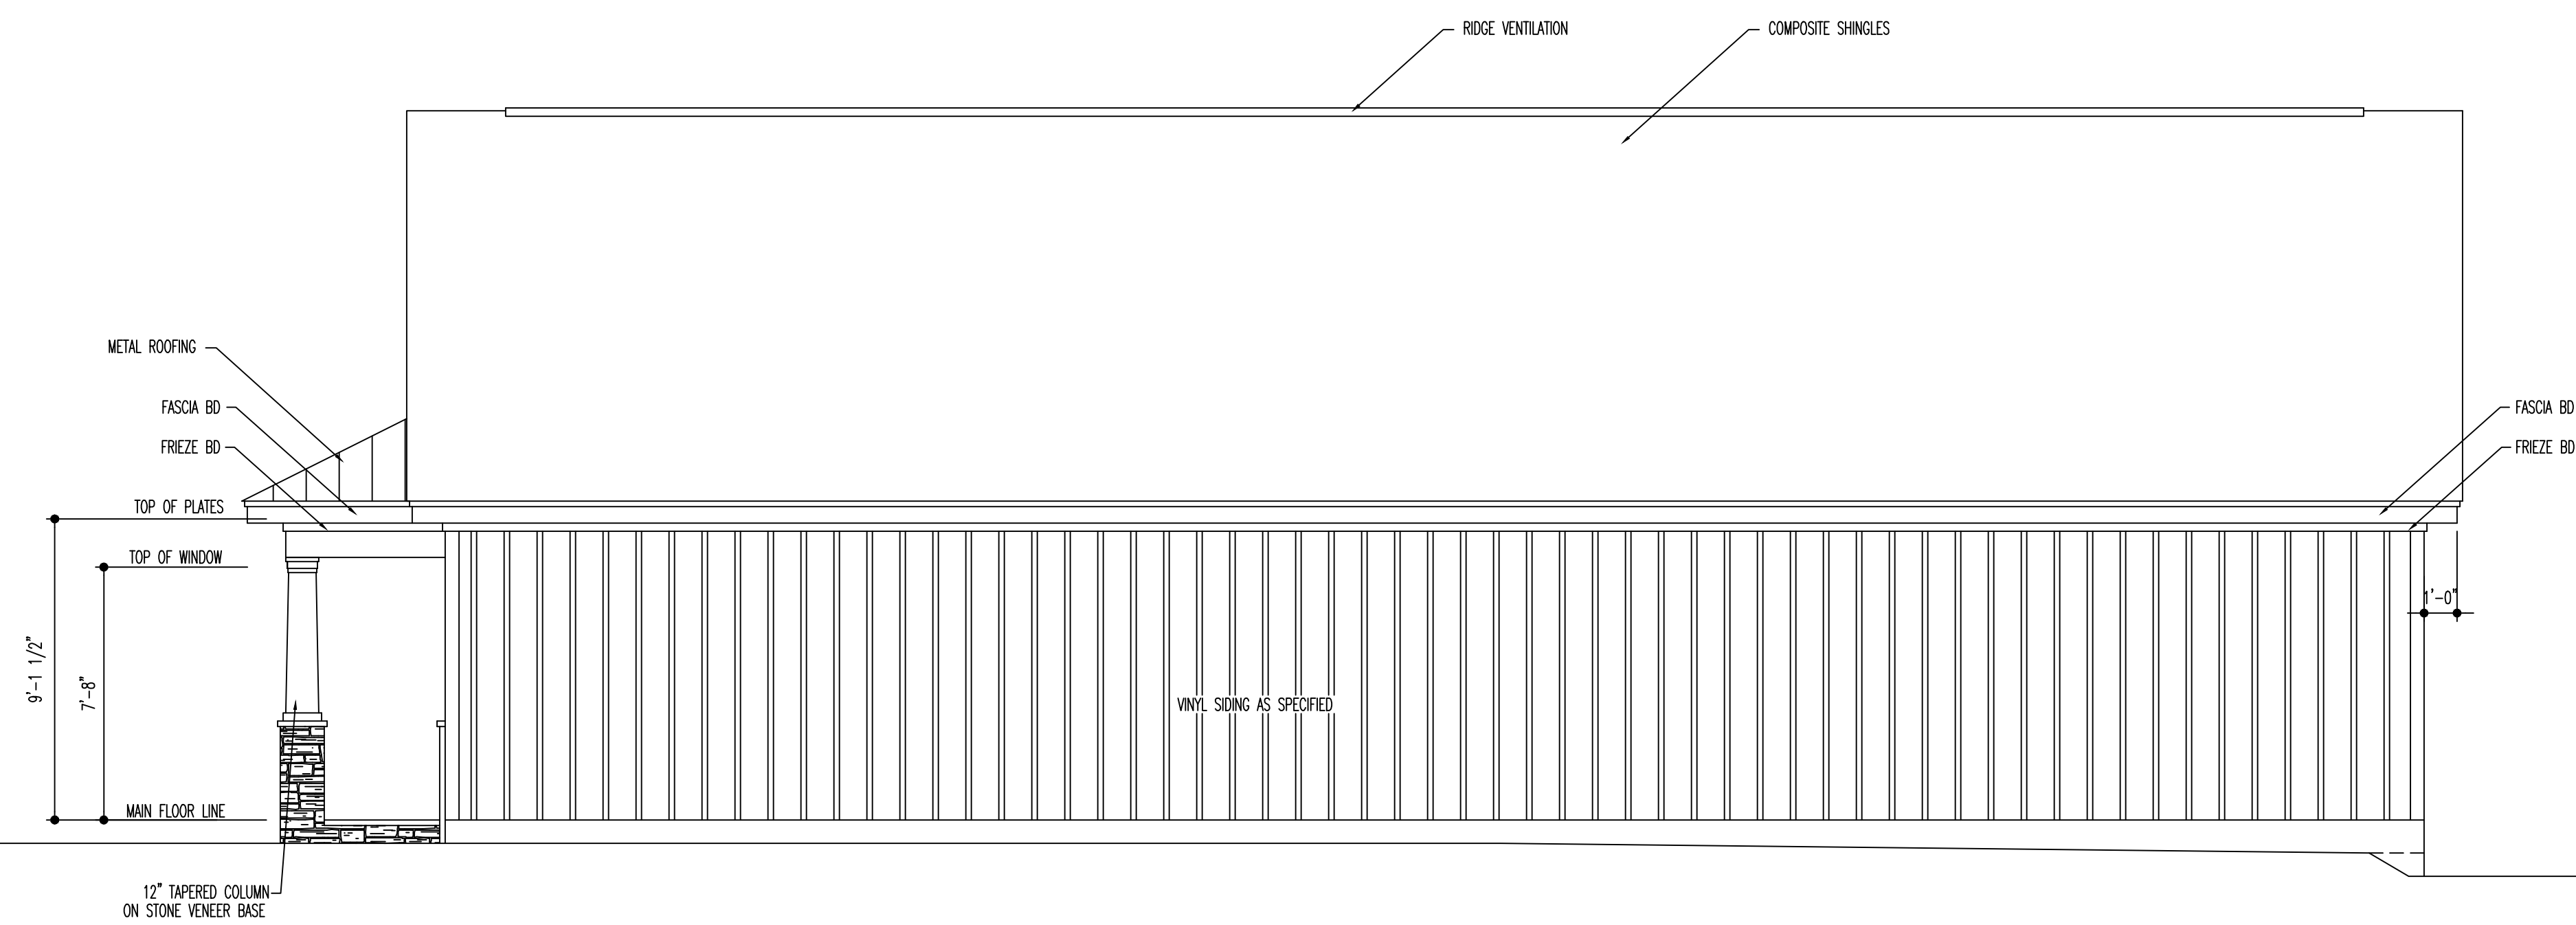 RIDGE VENTILATION
COMPOSITE SHINGLES
METAL ROOFING
FASCIA BD
FRIEZE BD
FASCIA BD
FRIEZE BD
TOP OF PLATES
TOP OF WINDOW
1'-0"
9'-1 1/2"
7'-8"
VINYL SIDING AS SPECIFIED
MAIN FLOOR LINE
12" TAPERED COLUMN
ON STONE VENEER BASE